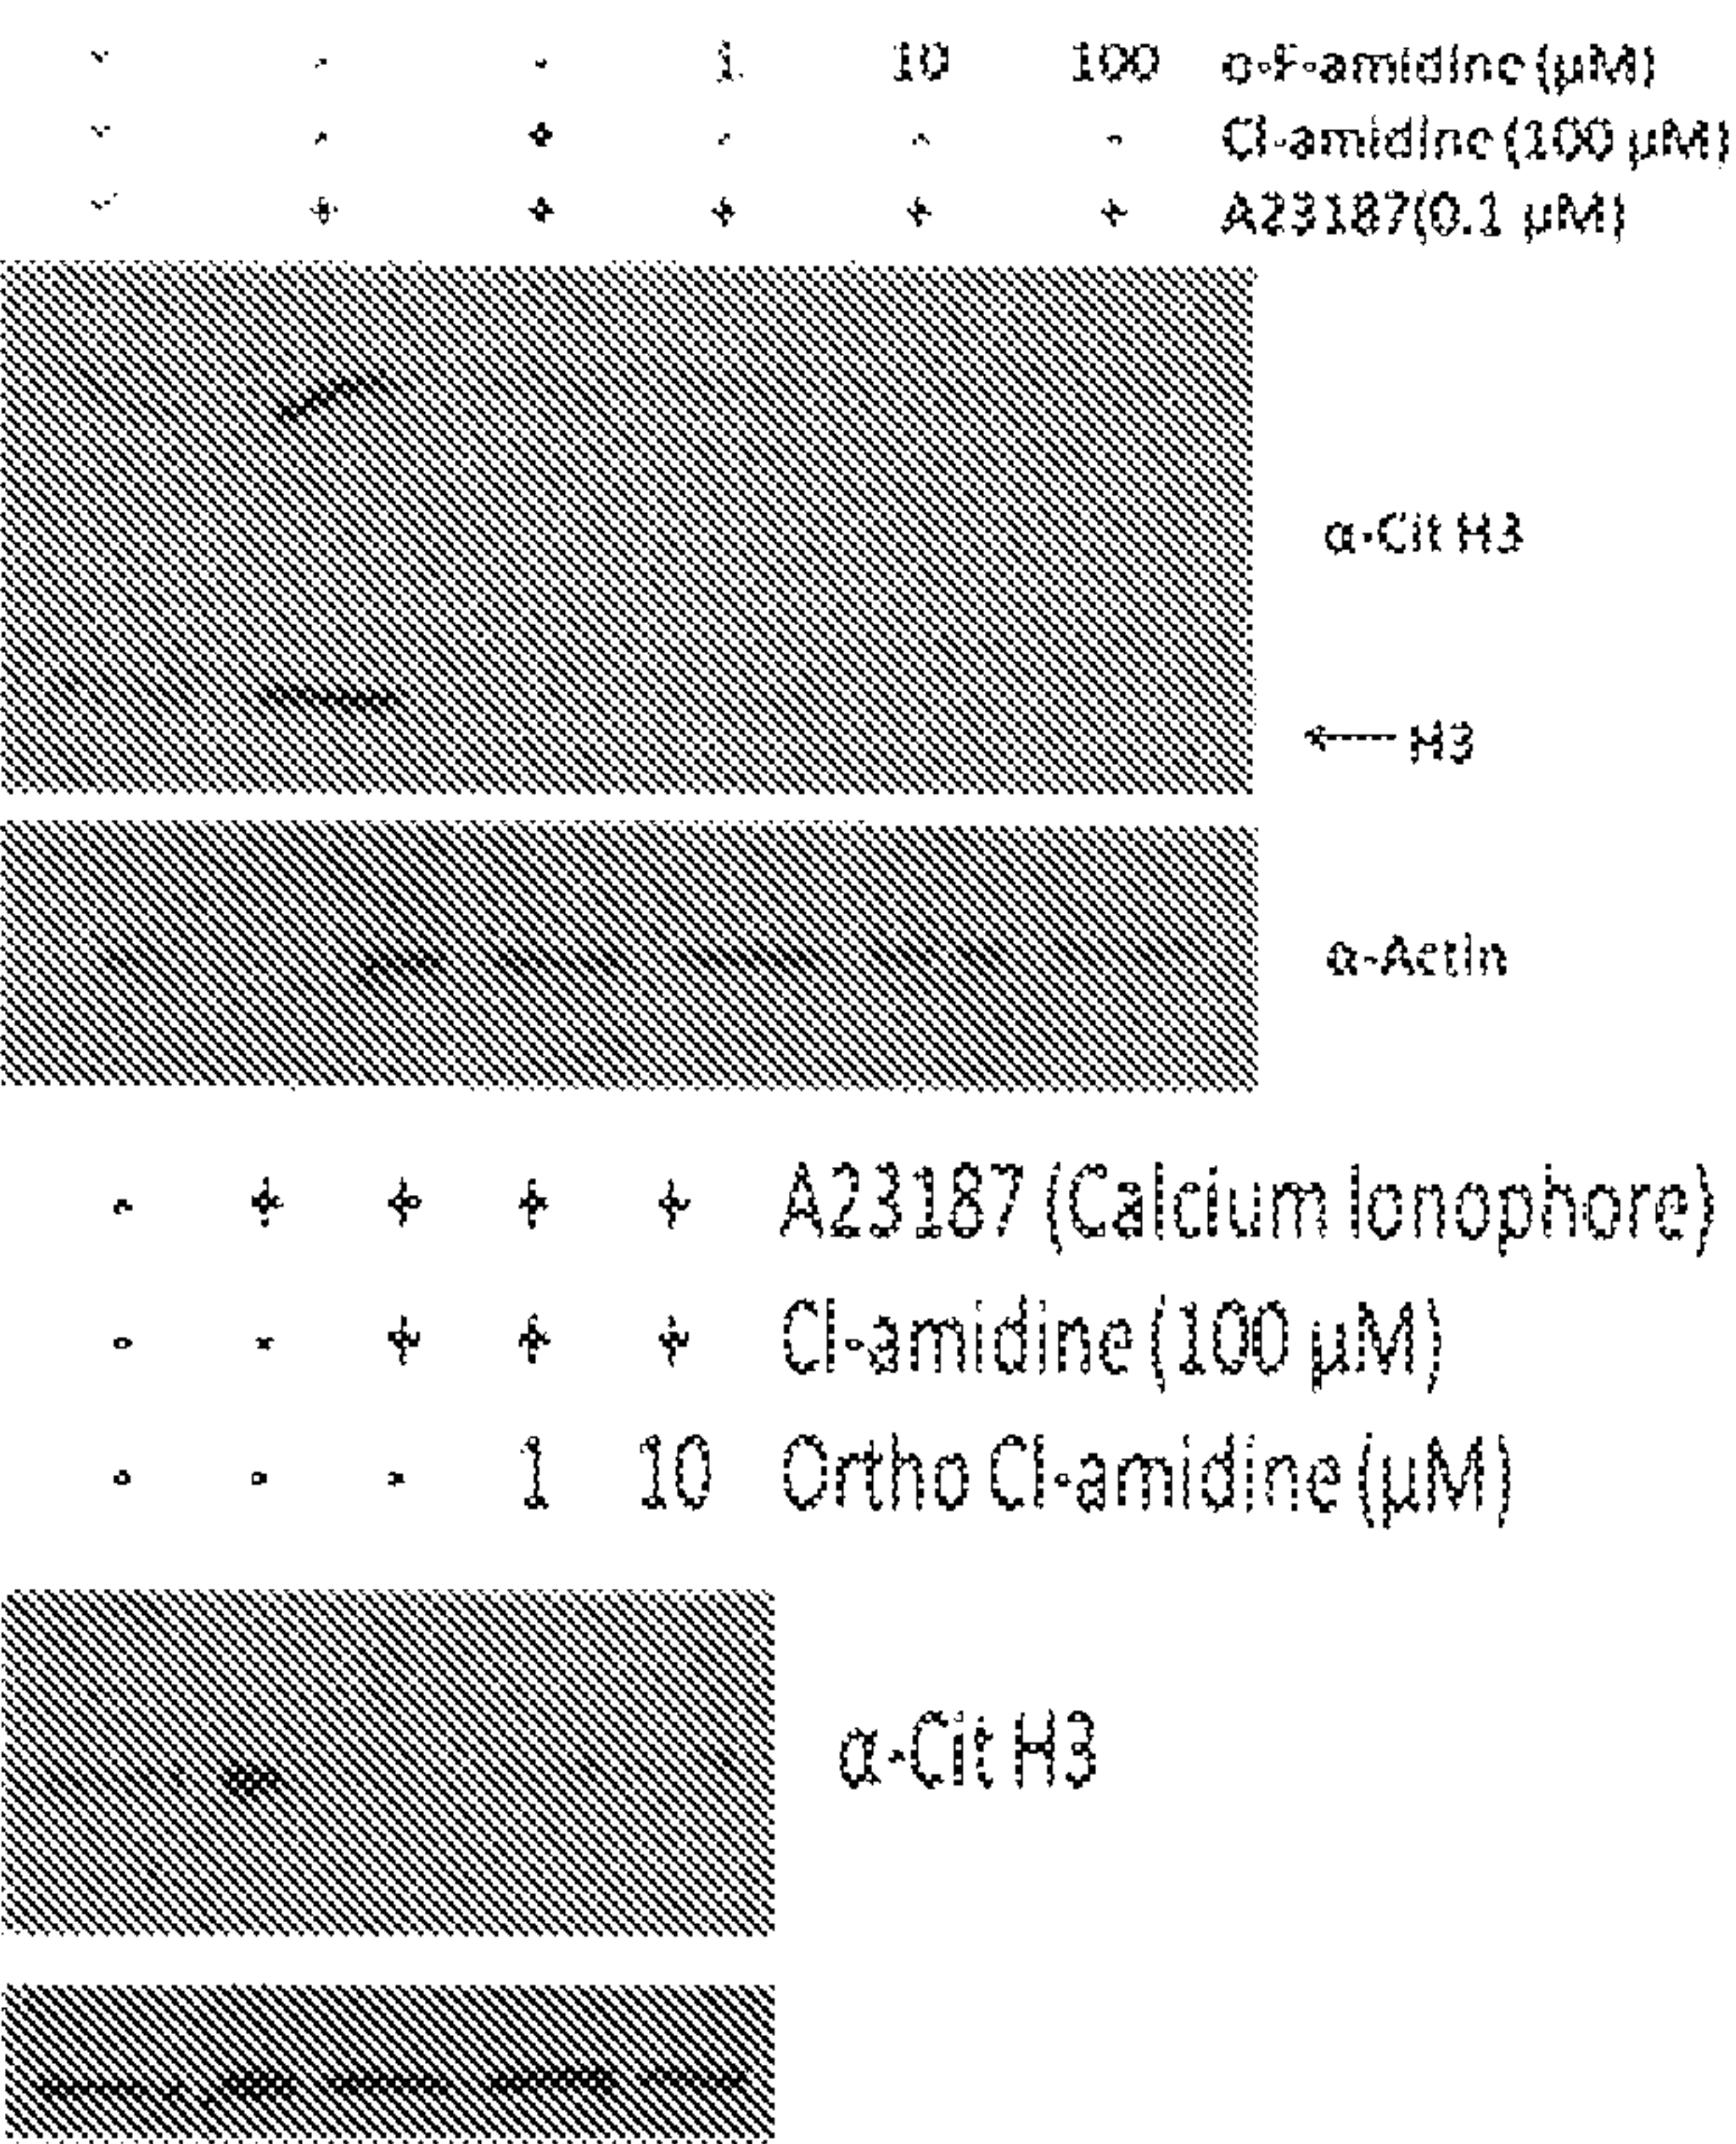 - - - 1 10 100 o-F-amidine (µM)
- - + - - - Cl-amidine (100 µM)
- + + + + + A23187(0.1 µM)
α-Cit H3
← H3
α-Actin
- + + + + A23187 (Calcium Ionophore)
- - + + + Cl-amidine (100 µM)
- - - 1 10 Ortho Cl-amidine (µM)
α-Cit H3